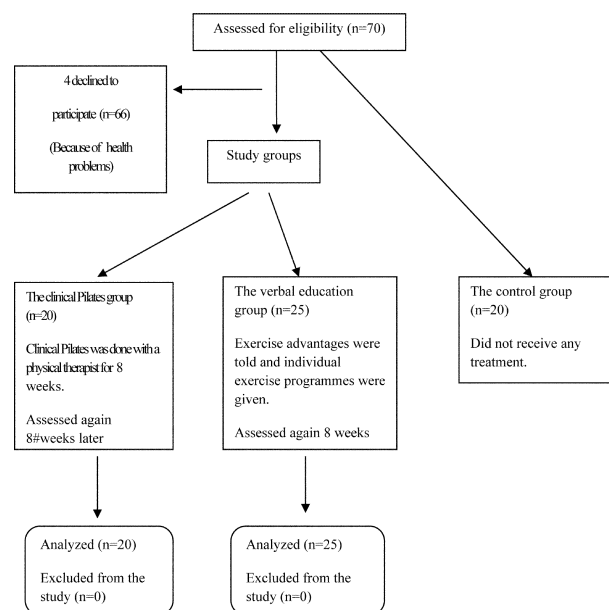 Assessed for eligibility (n=70)
4 declined to
participate (n=66)
(Because of health
problems)
Study groups
The clinical Pilates group
(n=20)
Clinical Pilates was done with a
physical therapist for 8
weeks.
Assessed again
8#weeks later
The verbal education
group (n=25)
Exercise advantages were
told and individual
exercise programmes were
given.
Assessed again 8 weeks
The control group
(n=20)
Did not receive any
treatment.
Analyzed (n=20)
Excluded from the
study (n=0)
Analyzed (n=25)
Excluded from the
study (n=0)